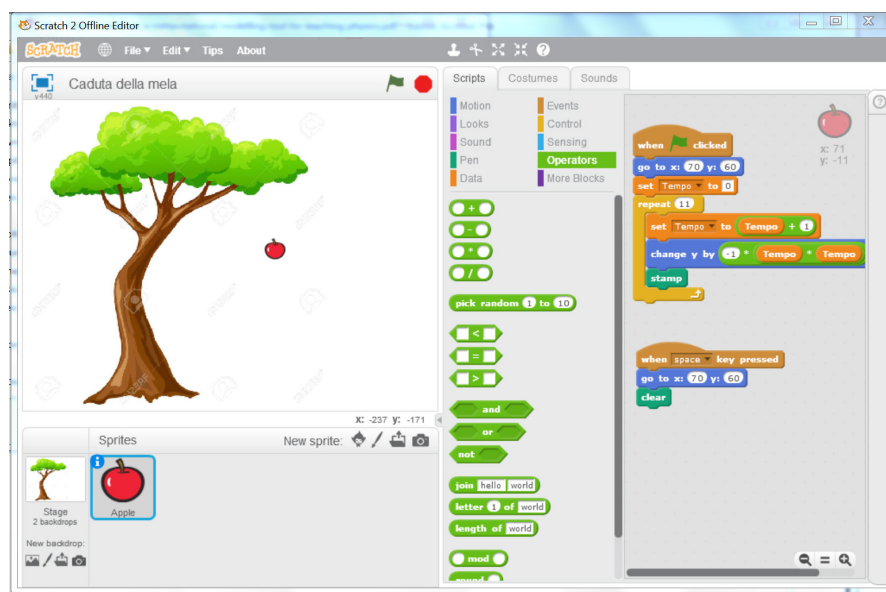 Scratch 2 Offline Editor
SCRATCH File▼ Edit▼ Tips About
v440
Caduta della mela
X: -237 y: -171
Sprites New sprite:
Stage
2 backdrops
New backdrop:
Apple
Scripts Costumes Sounds
Motion Events
Looks Control
Sound Sensing
Pen Operators
Data More Blocks
+
-
*
/
pick random 1 to 10
<
=
>
and
or
not
join hello world
letter 1 of world
length of world
mod
round
x: 71
y: -11
when clicked
go to x: 70 y: 60
set Tempo to 0
repeat 11
set Tempo to Tempo + 1
change y by -1 * Tempo * Tempo
stamp
when space key pressed
go to x: 70 y: 60
clear